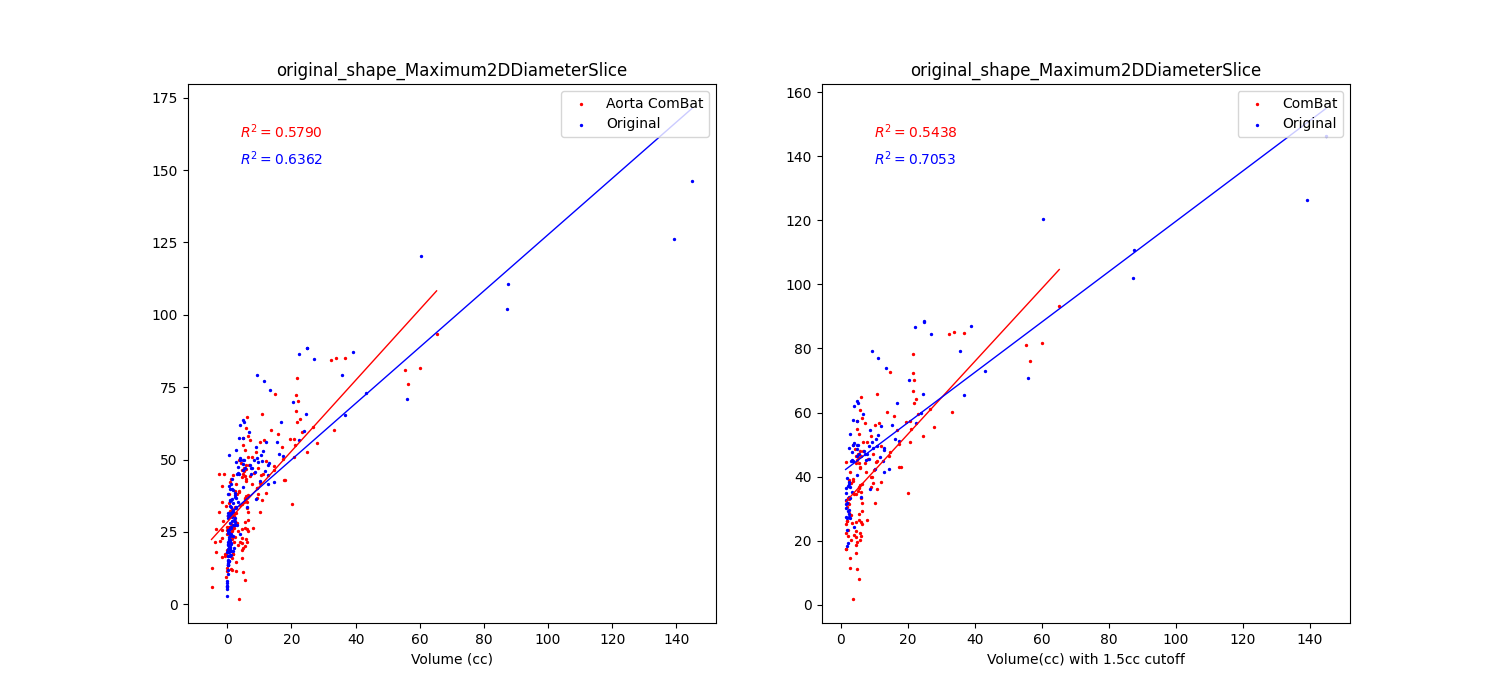 original_shape_Maximum2DDiameterSlice
175
150
125
100
75
50
25
0
R² = 0.5790
R² = 0.6362
Aorta ComBat
Original
0 20 40 60 80 100 120 140
Volume (cc)
original_shape_Maximum2DDiameterSlice
160
140
120
100
80
60
40
20
0
R² = 0.5438
R² = 0.7053
ComBat
Original
0 20 40 60 80 100 120 140
Volume(cc) with 1.5cc cutoff